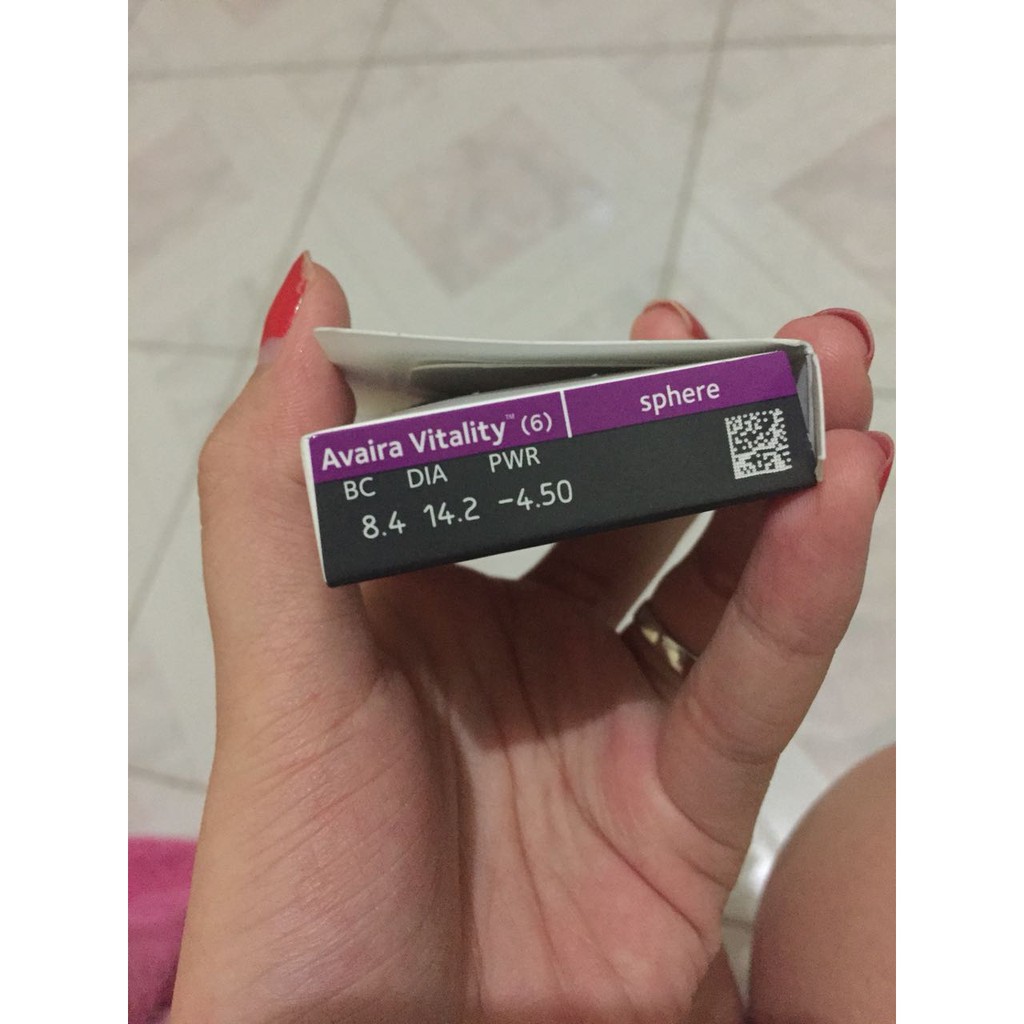 Avaira Vitality™ (6) sphere
BC DIA PWR
8.4 14.2 -4.50